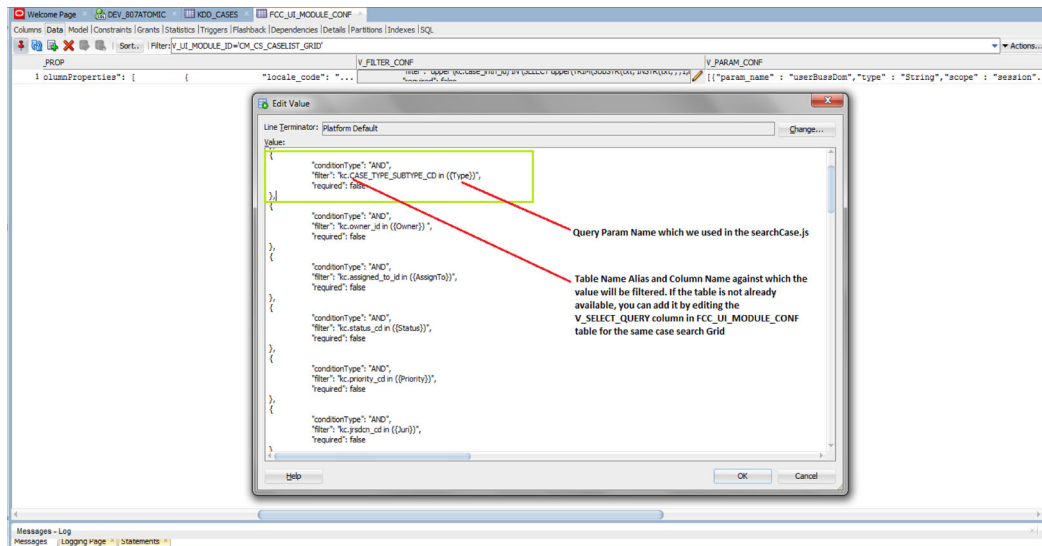 Welcome Page DEV_807ATOMIC KDD_CASES FCC_UI_MODULE_CONF
Columns Data Model Constraints Grants Statistics Triggers Flashback Dependencies Details Partitions Indexes SQL
Sort.. Filter: V_UI_MODULE_ID='CM_CS_CASELIST_GRID' Actions...
_PROP V_FILTER_CONF V_PARAM_CONF
1 olumnProperties": [ { "locale_code": "... [{"param_name" : "userBussDom","type" : "String","scope" : "session".
"required": false
Edit Value
Line Terminator: Platform Default Change...
Value:
{
"conditionType": "AND",
"filter": "kc.CASE_TYPE_SUBTYPE_CD in ({Type})",
"required": false
},
{
"conditionType": "AND",
"filter": "kc.owner_id in ({Owner}) ",
"required": false
},
{
"conditionType": "AND",
"filter": "kc.assigned_to_id in ({AssignTo})",
"required": false
},
{
"conditionType": "AND",
"filter": "kc.status_cd in ({Status})",
"required": false
},
{
"conditionType": "AND",
"filter": "kc.priority_cd in ({Priority})",
"required": false
},
{
"conditionType": "AND",
"filter": "kc.jrsdcn_cd in ({Juri})",
"required": false
}
Query Param Name which we used in the searchCase.js
Table Name Alias and Column Name against which the
value will be filtered. If the table is not already
available, you can add it by editing the
V_SELECT_QUERY column in FCC_UI_MODULE_CONF
table for the same case search Grid
Help OK Cancel
Messages - Log
Messages Logging Page Statements